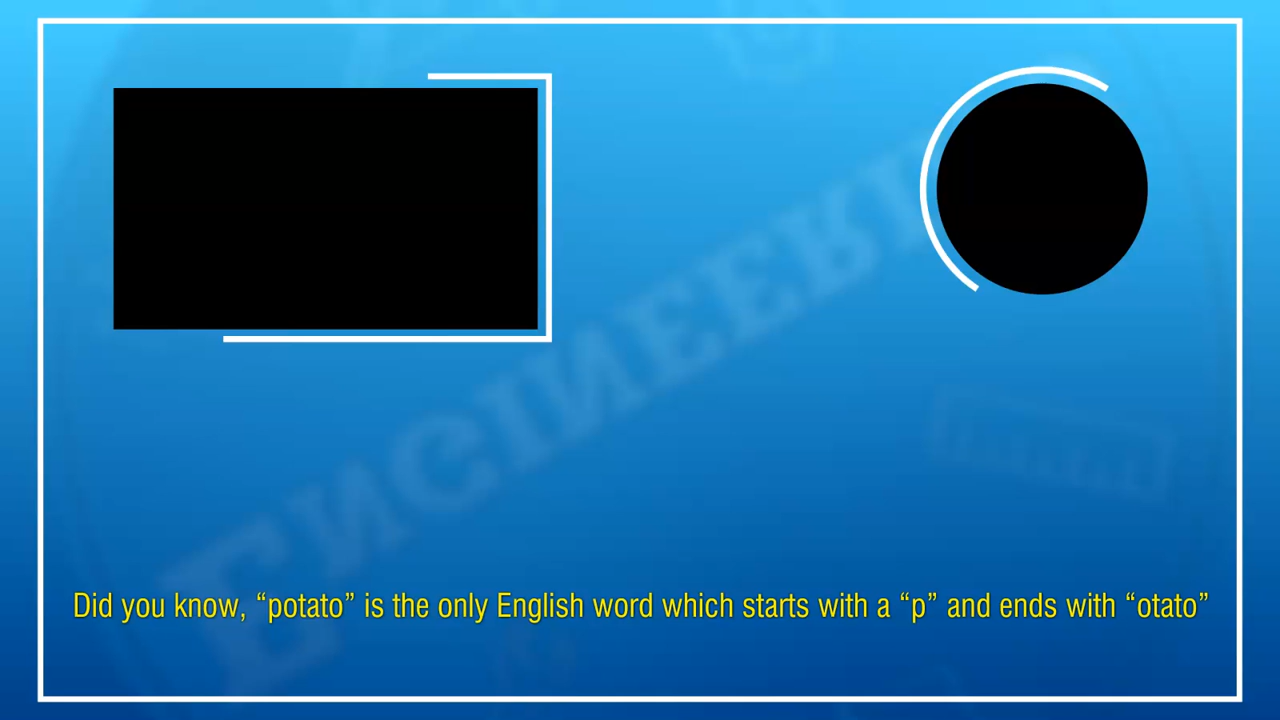 Did you know, “potato” is the only English word which starts with a “p” and ends with “otato”